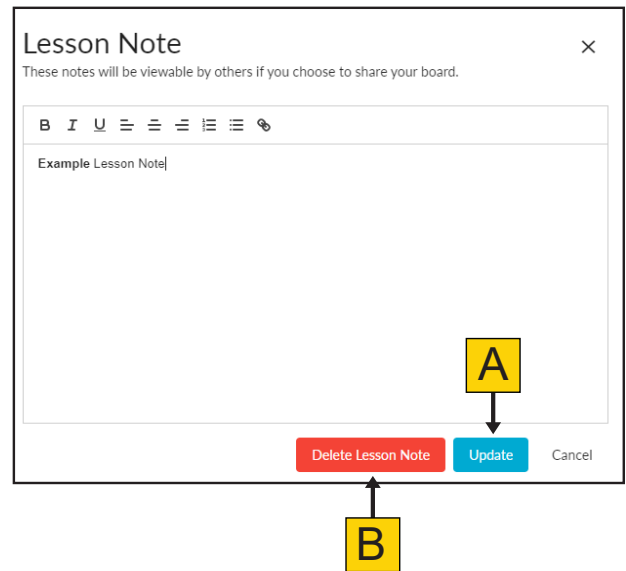 Lesson Note
These notes will be viewable by others if you choose to share your board.
B I U
Example Lesson Note
A
Delete Lesson Note Update Cancel
B